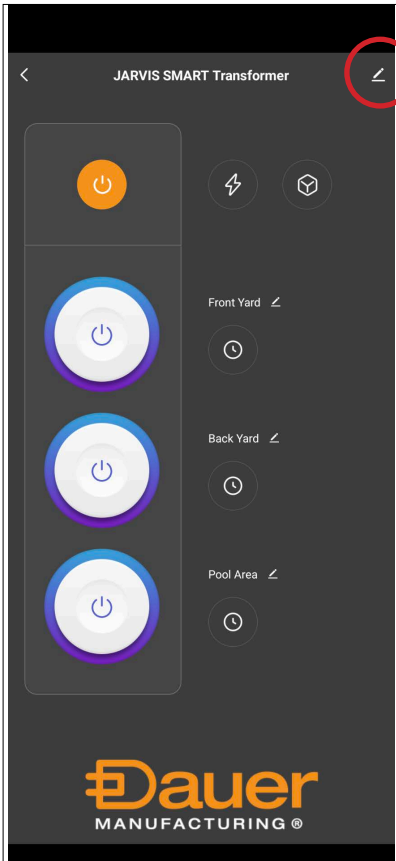 JARVIS SMART Transformer
Front Yard
Back Yard
Pool Area
Dauer
MANUFACTURING ®